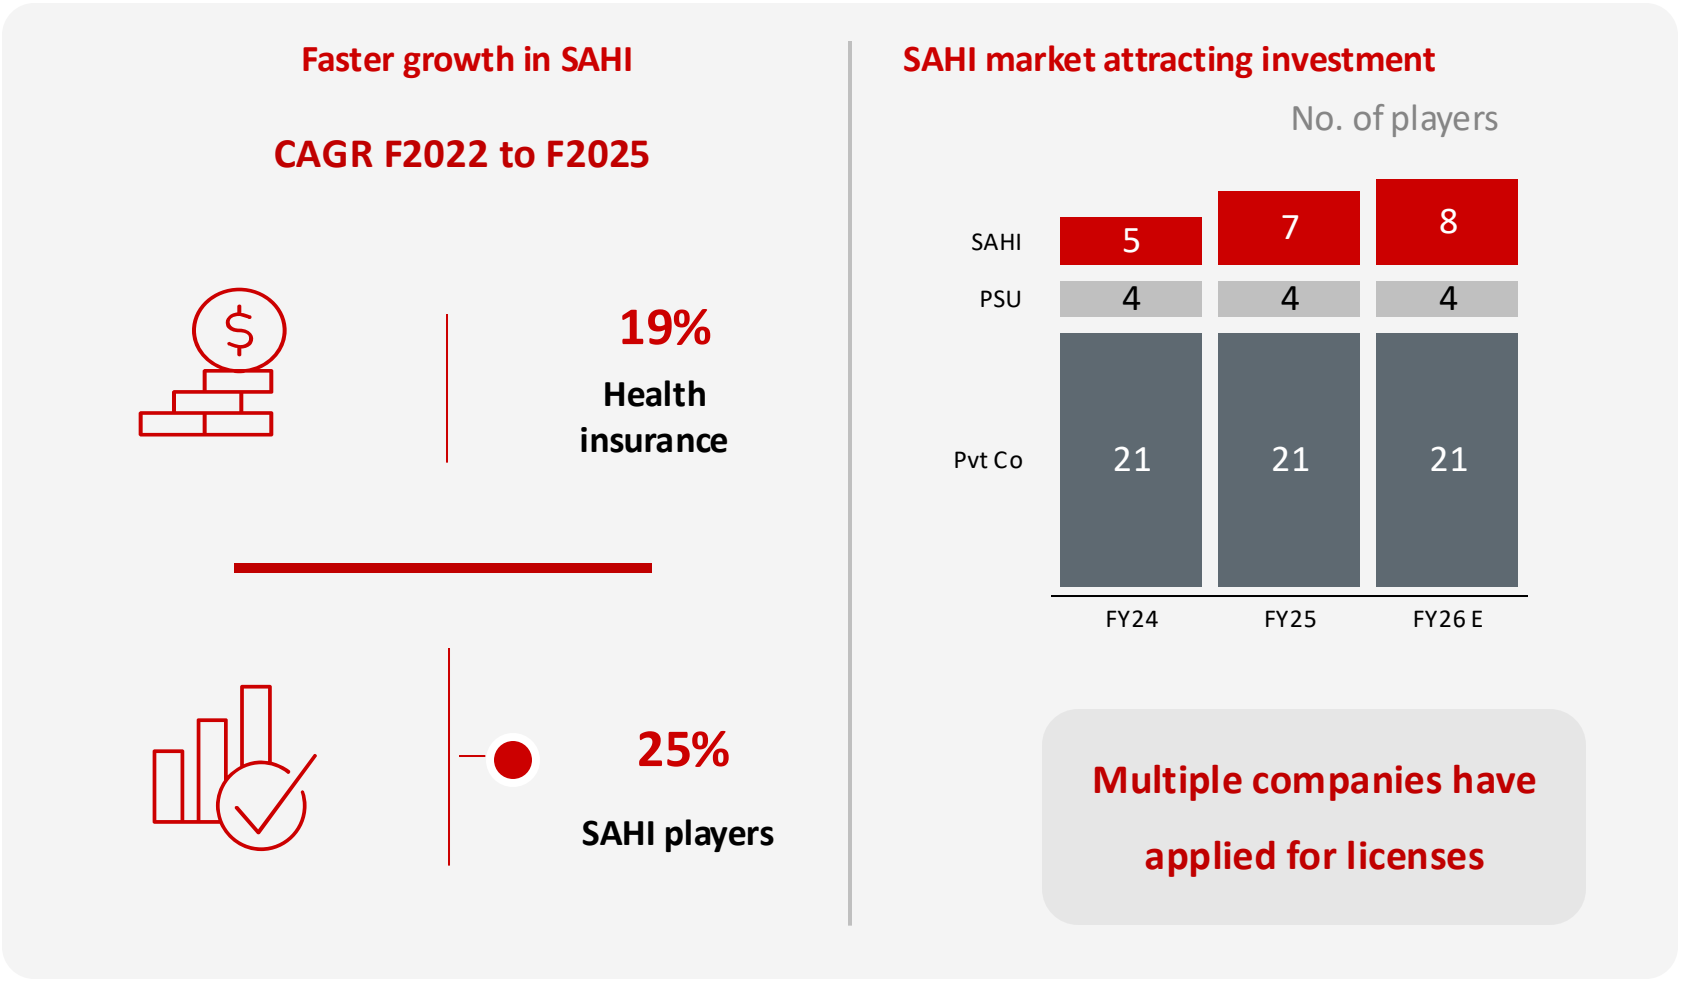 Faster growth in SAHI
CAGR F2022 to F2025
$
19%
Health
insurance
25%
SAHI players
SAHI market attracting investment
No. of players
SAHI 5 7 8
PSU 4 4 4
Pvt Co 21 21 21
FY24 FY25 FY26 E
Multiple companies have
applied for licenses